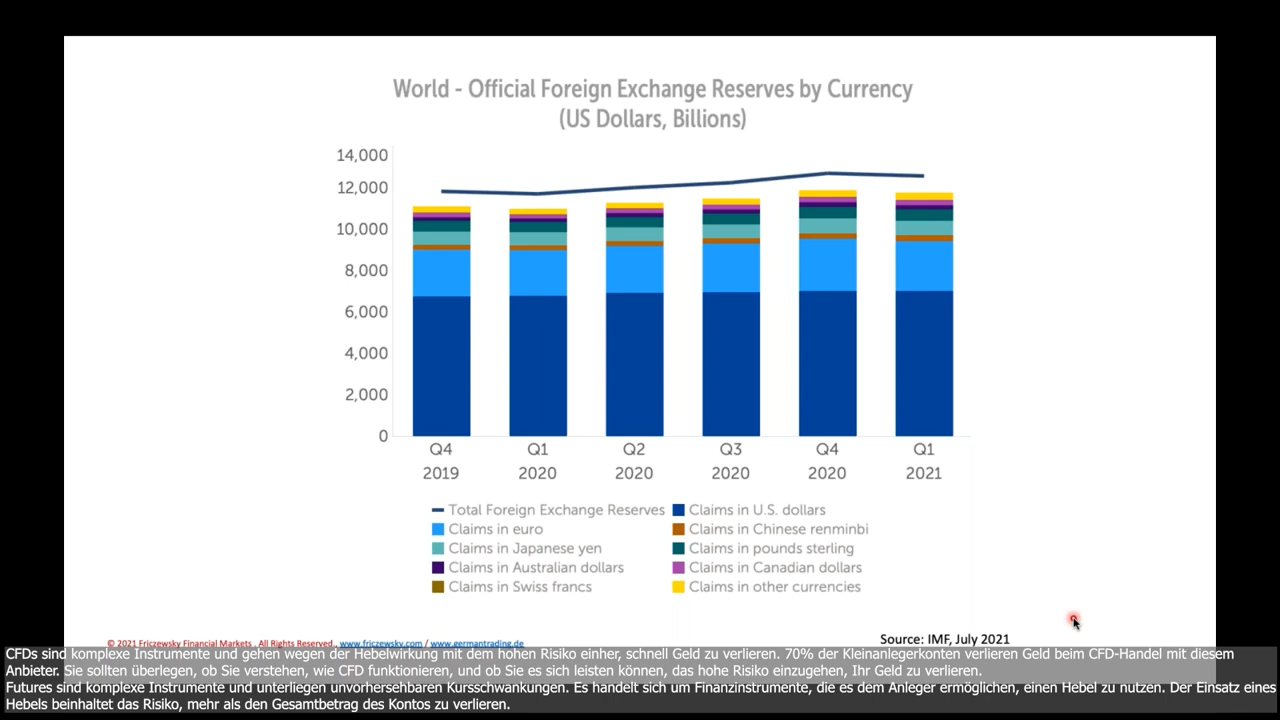 World - Official Foreign Exchange Reserves by Currency
(US Dollars, Billions)
14,000
12,000
10,000
8,000
6,000
4,000
2,000
0
Q4 Q1 Q2 Q3 Q4 Q1
2019 2020 2020 2020 2020 2021
Total Foreign Exchange Reserves Claims in U.S. dollars
Claims in euro Claims in Chinese renminbi
Claims in Japanese yen Claims in pounds sterling
Claims in Australian dollars Claims in Canadian dollars
Claims in Swiss francs Claims in other currencies
Source: IMF, July 2021
© 2021 Friczewsky Financial Markets . All Rights Reserved . www.friczewsky.com / www.germantrading.de
CFDs sind komplexe Instrumente und gehen wegen der Hebelwirkung mit dem hohen Risiko einher, schnell Geld zu verlieren. 70% der Kleinanlegerkonten verlieren Geld beim CFD-Handel mit diesem
Anbieter. Sie sollten überlegen, ob Sie verstehen, wie CFD funktionieren, und ob Sie es sich leisten können, das hohe Risiko einzugehen, Ihr Geld zu verlieren.
Futures sind komplexe Instrumente und unterliegen unvorhersehbaren Kursschwankungen. Es handelt sich um Finanzinstrumente, die es dem Anleger ermöglichen, einen Hebel zu nutzen. Der Einsatz eines
Hebels beinhaltet das Risiko, mehr als den Gesamtbetrag des Kontos zu verlieren.